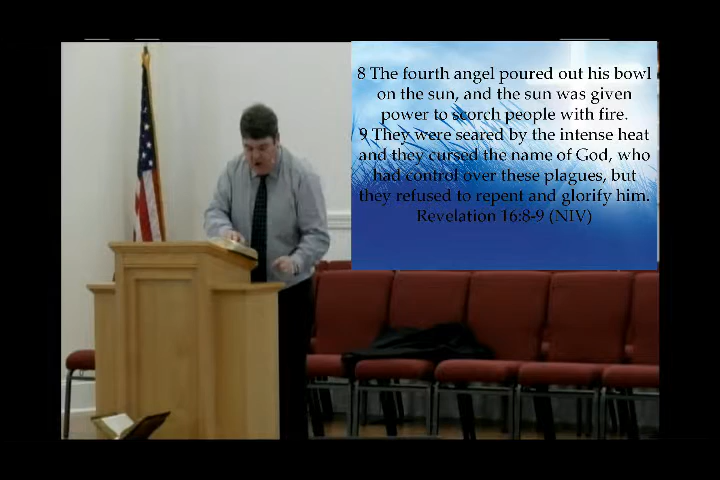 8 The fourth angel poured out his bowl
on the sun, and the sun was given
power to scorch people with fire.
9 They were seared by the intense heat
and they cursed the name of God, who
had control over these plagues, but
they refused to repent and glorify him.
Revelation 16:8-9 (NIV)